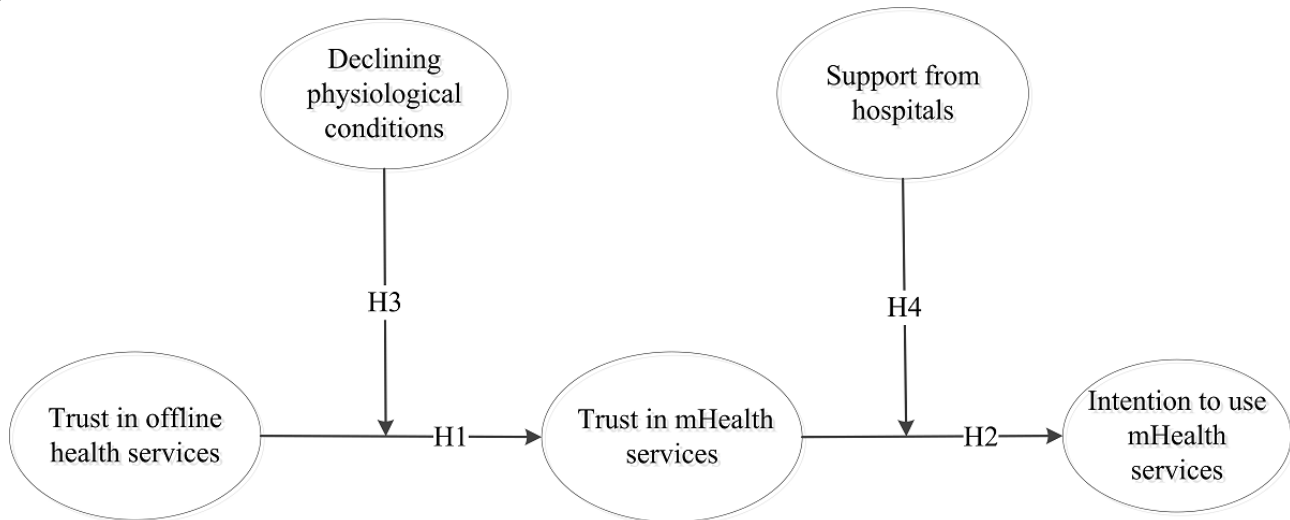 Declining
physiological
conditions
Support from
hospitals
H3
H4
Trust in offline
health services
H1
Trust in mHealth
services
H2
Intention to use
mHealth
services